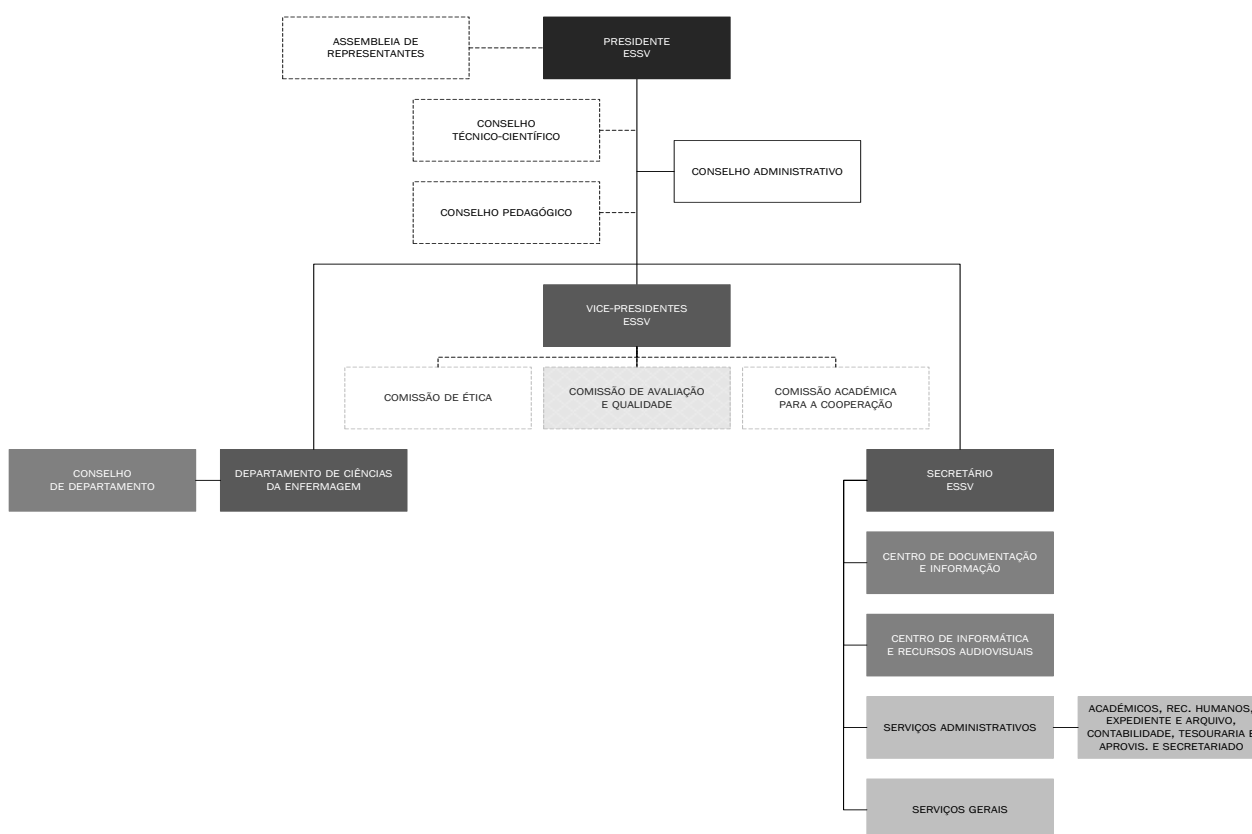 ASSEMBLEIA DE
REPRESENTANTES
PRESIDENTE
ESSV
CONSELHO
TÉCNICO-CIENTÍFICO
CONSELHO ADMINISTRATIVO
CONSELHO PEDAGÓGICO
VICE-PRESIDENTES
ESSV
COMISSÃO DE ÉTICA
COMISSÃO DE AVALIAÇÃO
E QUALIDADE
COMISSÃO ACADÉMICA
PARA A COOPERAÇÃO
CONSELHO
DE DEPARTAMENTO
DEPARTAMENTO DE CIÊNCIAS
DA ENFERMAGEM
SECRETÁRIO
ESSV
CENTRO DE DOCUMENTAÇÃO
E INFORMAÇÃO
CENTRO DE INFORMÁTICA
E RECURSOS AUDIOVISUAIS
SERVIÇOS ADMINISTRATIVOS
ACADÉMICOS, REC. HUMANOS,
EXPEDIENTE E ARQUIVO,
CONTABILIDADE, TESOURARIA E
APROVIS. E SECRETARIADO
SERVIÇOS GERAIS